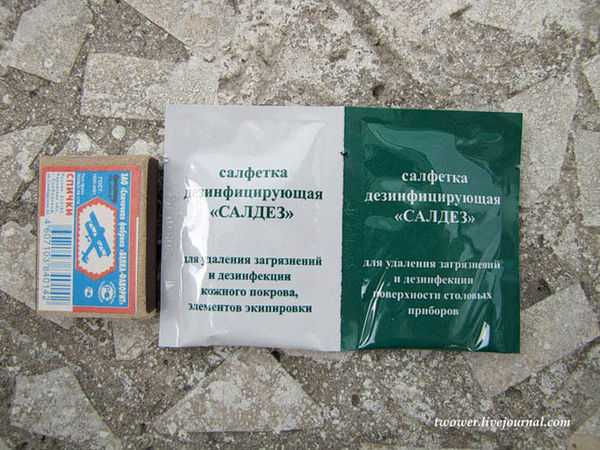 салфетка
дезинфицирующая
«САЛДЕЗ»
для удаления загрязнений
и дезинфекции
кожного покрова,
элементов экипировки
салфетка
дезинфицирующая
«САЛДЕЗ»
для удаления загрязнений
и дезинфекции
поверхности столовых
приборов
СПИЧКИ
ГОСТ
twower.livejournal.com